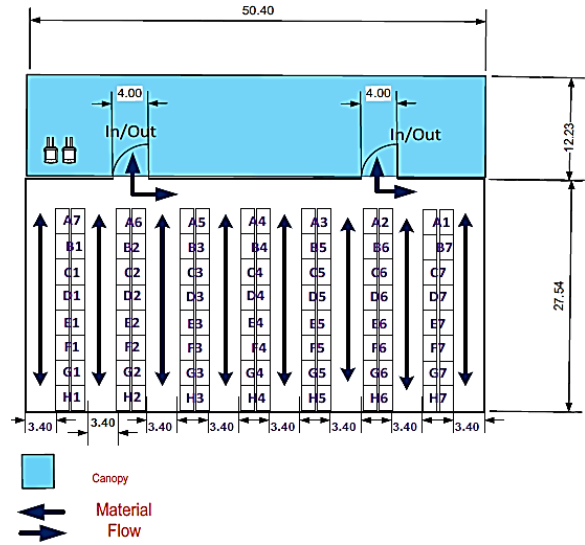 50.40
4.00 4.00
In/Out In/Out
12.23
A7 A6 A5 A4 A3 A2 A1
B1 B2 B3 B4 B5 B6 B7
C1 C2 C3 C4 C5 C6 C7
D1 D2 D3 D4 D5 D6 D7
E1 E2 E3 E4 E5 E6 E7
F1 F2 F3 F4 F5 F6 F7
G1 G2 G3 G4 G5 G6 G7
H1 H2 H3 H4 H5 H6 H7
27.54
3.40 3.40 3.40 3.40 3.40 3.40 3.40 3.40
Canopy
Material
Flow